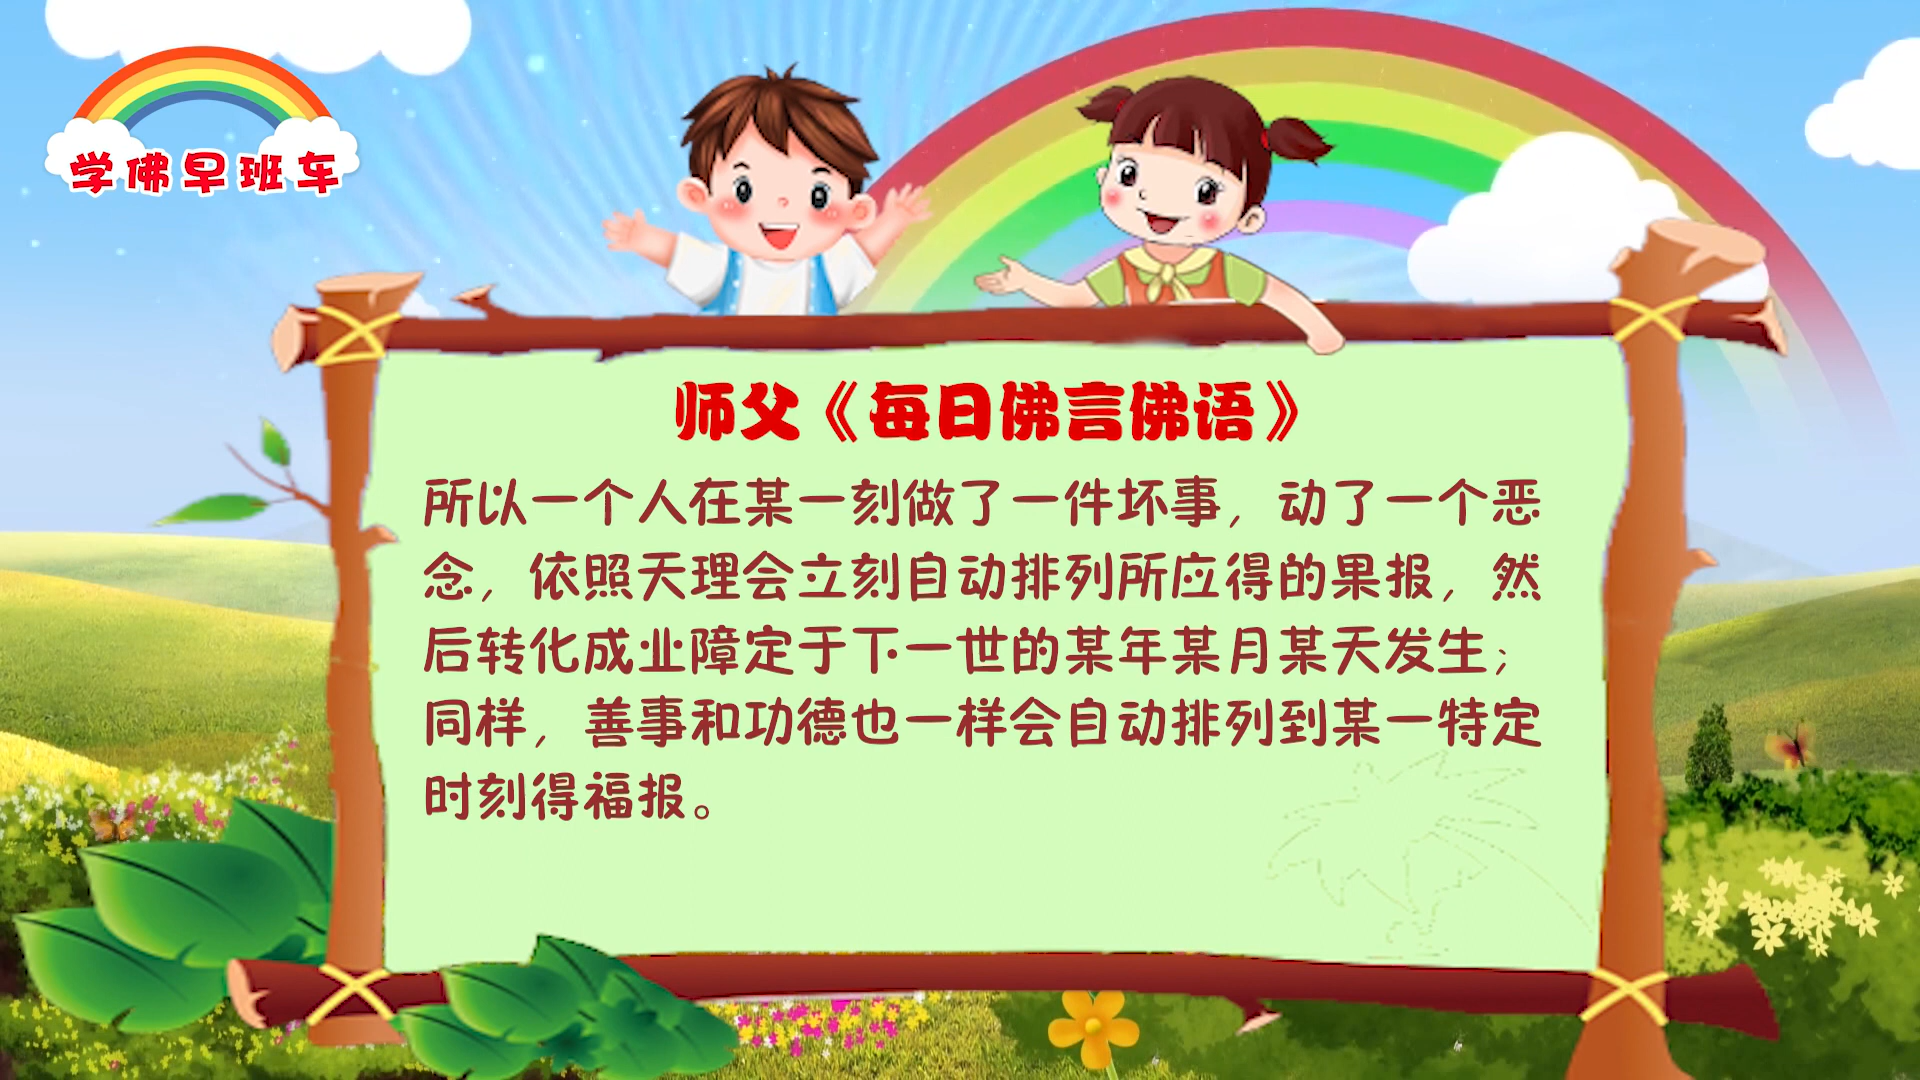 学佛早班车
师父《每日佛言佛语》
所以一个人在某一刻做了一件坏事，动了一个恶
念，依照天理会立刻自动排列所应得的果报，然
后转化成业障定于下一世的某年某月某天发生；
同样，善事和功德也一样会自动排列到某一特定
时刻得福报。